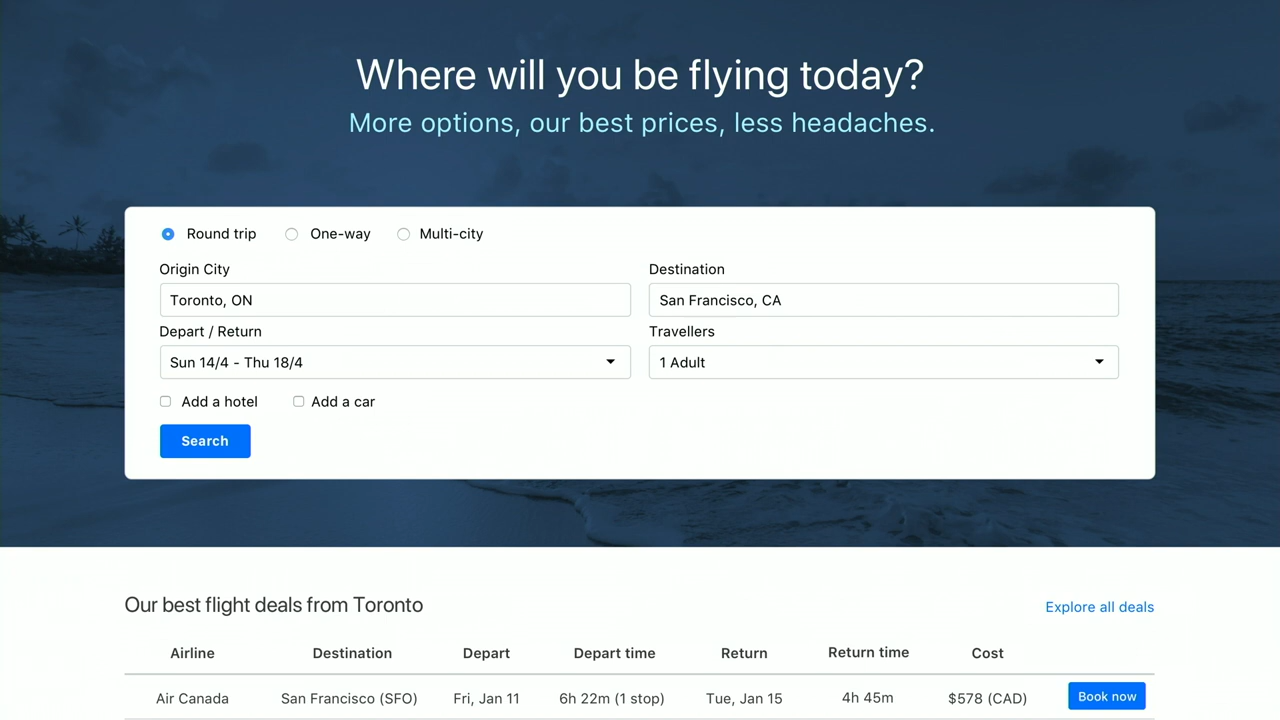 Where will you be flying today?
More options, our best prices, less headaches.
Round trip One-way Multi-city
Origin City Destination
Toronto, ON San Francisco, CA
Depart / Return Travellers
Sun 14/4 - Thu 18/4 1 Adult
Add a hotel Add a car
Search
Our best flight deals from Toronto Explore all deals
Airline Destination Depart Depart time Return Return time Cost
Air Canada San Francisco (SFO) Fri, Jan 11 6h 22m (1 stop) Tue, Jan 15 4h 45m $578 (CAD) Book now